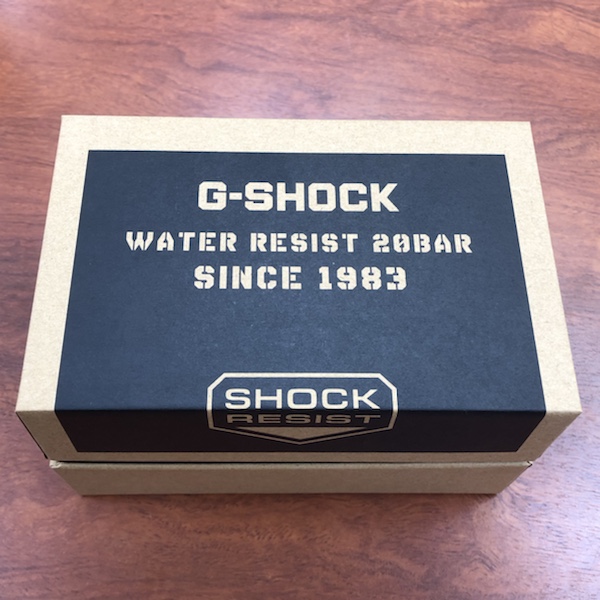 G-SHOCK
WATER RESIST 20BAR
SINCE 1983
SHOCK
RESIST